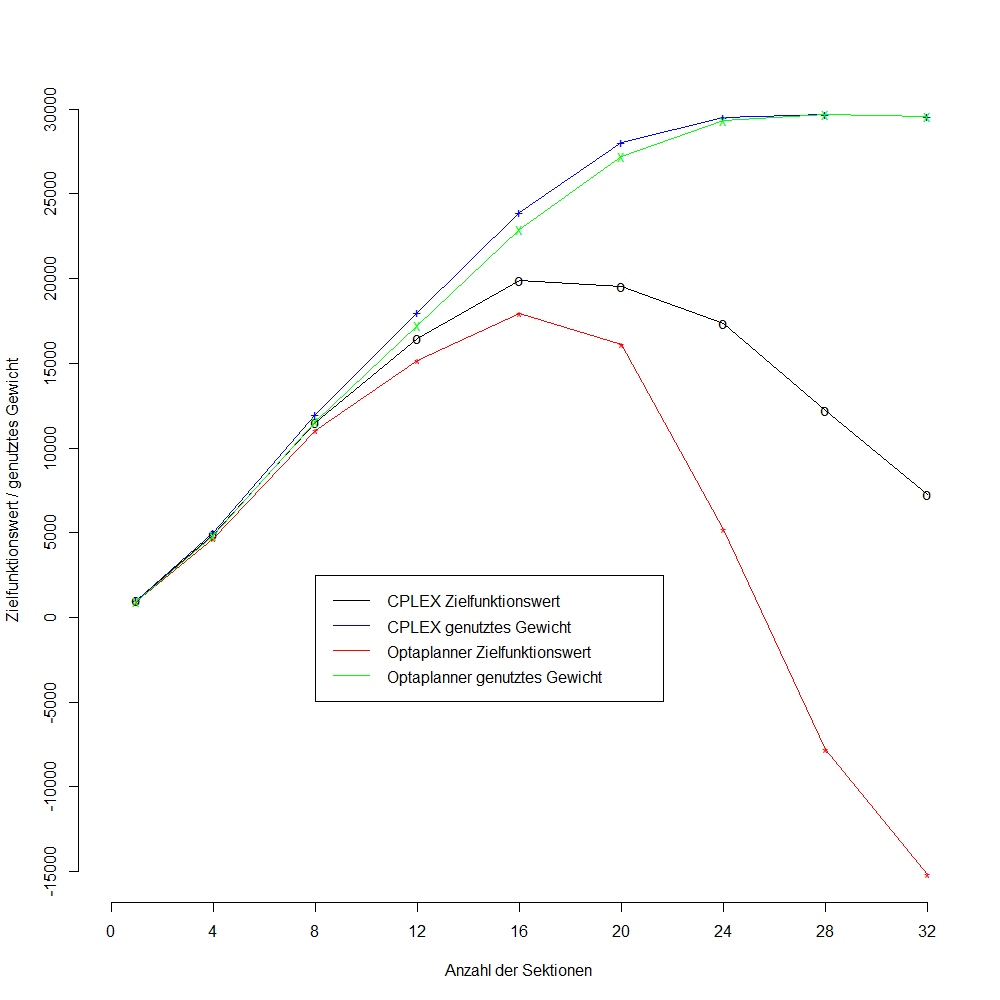 30000
25000
20000
15000
10000
5000
0
-5000
-10000
-15000
Zielfunktionswert / genutztes Gewicht
CPLEX Zielfunktionswert
CPLEX genutztes Gewicht
Optaplanner Zielfunktionswert
Optaplanner genutztes Gewicht
0 4 8 12 16 20 24 28 32
Anzahl der Sektionen